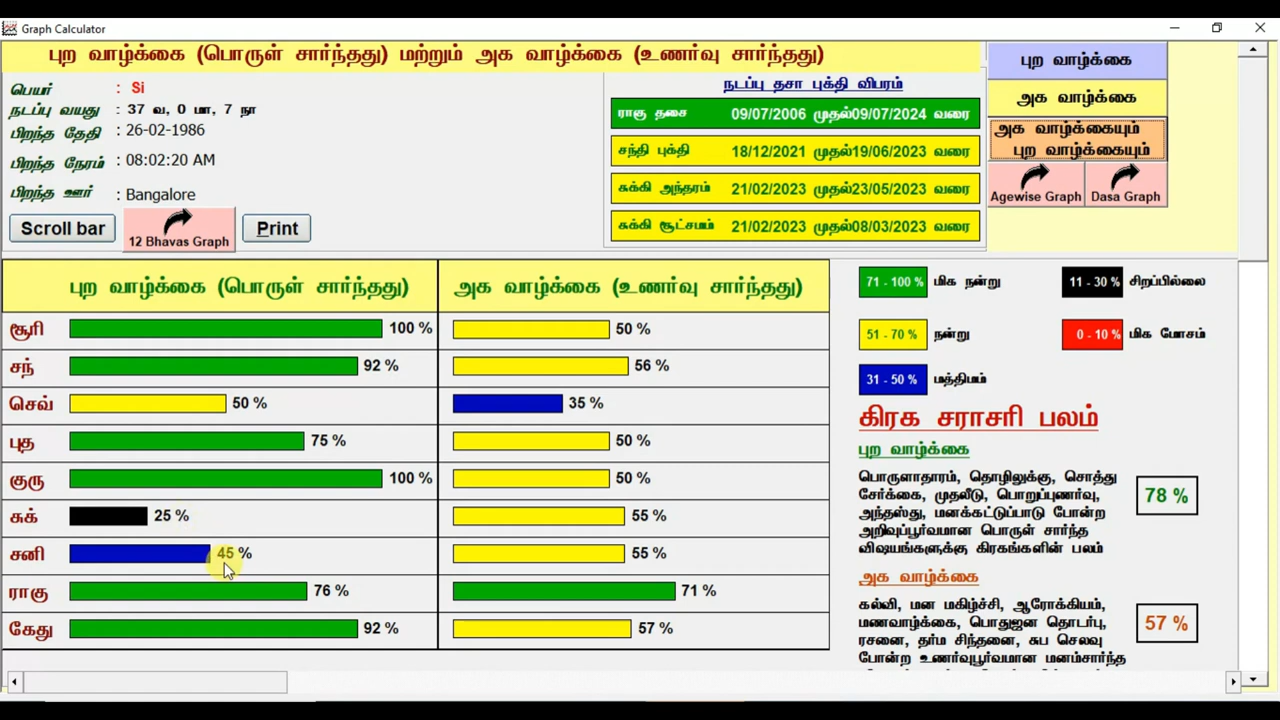 Graph Calculator
புற வாழ்க்கை (பொருள் சார்ந்தது) மற்றும் அக வாழ்க்கை (உணர்வு சார்ந்தது)
பெயர் : Si
நடப்பு வயது : 37 வ, 0 மா, 7 நா
பிறந்த தேதி : 26-02-1986
பிறந்த நேரம் : 08:02:20 AM
பிறந்த ஊர் : Bangalore
Scroll bar
12 Bhavas Graph
Print
நடப்பு தசா புக்தி விபரம்
ராகு தசை 09/07/2006 முதல்09/07/2024 வரை
சந்தி புக்தி 18/12/2021 முதல்19/06/2023 வரை
சுக்கி அந்தரம் 21/02/2023 முதல்23/05/2023 வரை
சுக்கி சூட்சமம் 21/02/2023 முதல்08/03/2023 வரை
புற வாழ்க்கை
அக வாழ்க்கை
அக வாழ்க்கையும்
புற வாழ்க்கையும்
Agewise Graph
Dasa Graph
புற வாழ்க்கை (பொருள் சார்ந்தது) அக வாழ்க்கை (உணர்வு சார்ந்தது)
சூரி 100 % 50 %
சந் 92 % 56 %
செவ் 50 % 35 %
புத 75 % 50 %
குரு 100 % 50 %
சுக் 25 % 55 %
சனி 45 % 55 %
ராகு 76 % 71 %
கேது 92 % 57 %
71 - 100 % மிக நன்று 11 - 30 % சிறப்பில்லை
51 - 70 % நன்று 0 - 10 % மிக மோசம்
31 - 50 % மத்திமம்
கிரக சராசரி பலம்
புற வாழ்க்கை
பொருளாதாரம், தொழிலுக்கு, சொத்து
சேர்க்கை, முதலீடு, பொறுப்புணர்வு,
அந்தஸ்து, மனக்கட்டுப்பாடு போன்ற
அறிவுப்பூர்வமான பொருள் சார்ந்த
விஷயங்களுக்கு கிரகங்களின் பலம்
78 %
அக வாழ்க்கை
கல்வி, மன மகிழ்ச்சி, ஆரோக்கியம்,
மணவாழ்க்கை, பொதுஜன தொடர்பு,
ரசனை, தர்ம சிந்தனை, சுப செலவு
போன்ற உணர்வுபூர்வமான மனம்சார்ந்த
57 %